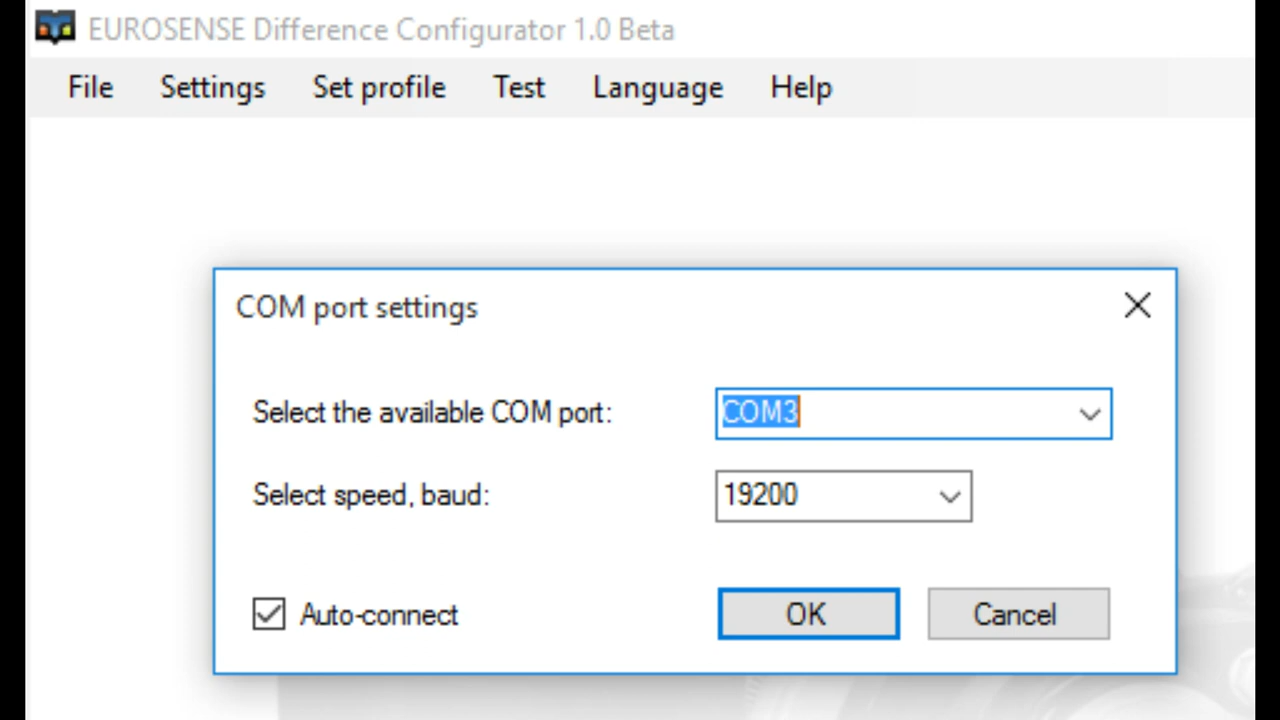 EUROSENSE Difference Configurator 1.0 Beta
File Settings Set profile Test Language Help
COM port settings
Select the available COM port: COM3
Select speed, baud: 19200
Auto-connect OK Cancel